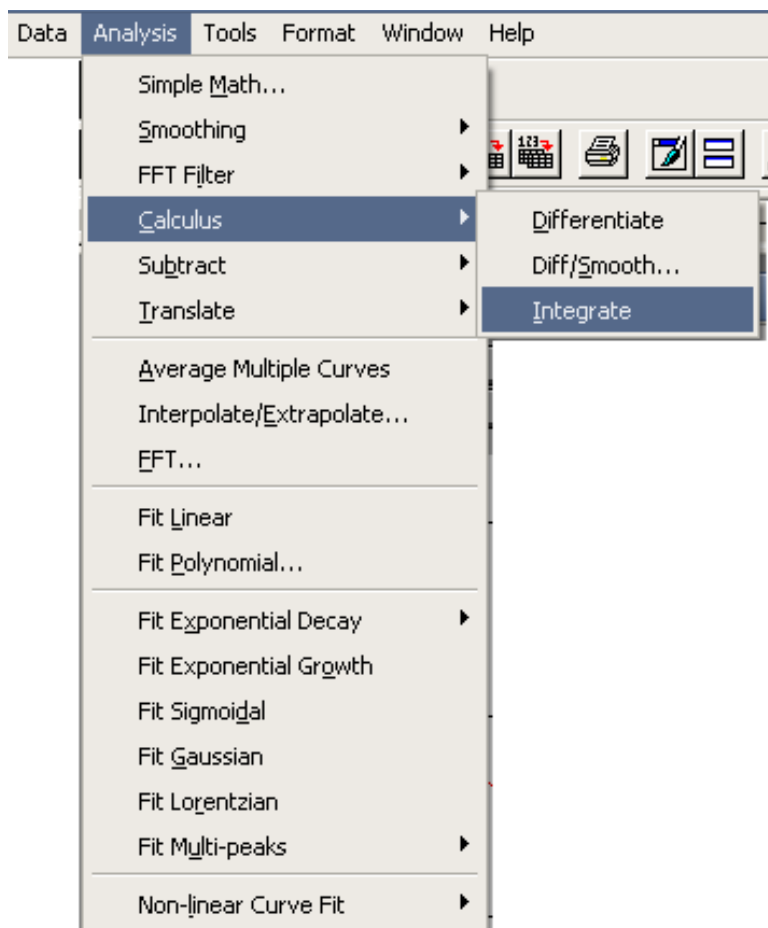 Data Analysis Tools Format Window Help
Simple Math...
Smoothing
FFT Filter
Calculus
Subtract
Translate
Average Multiple Curves
Interpolate/Extrapolate...
FFT...
Fit Linear
Fit Polynomial...
Fit Exponential Decay
Fit Exponential Growth
Fit Sigmoidal
Fit Gaussian
Fit Lorentzian
Fit Multi-peaks
Non-linear Curve Fit
123
Differentiate
Diff/Smooth...
Integrate